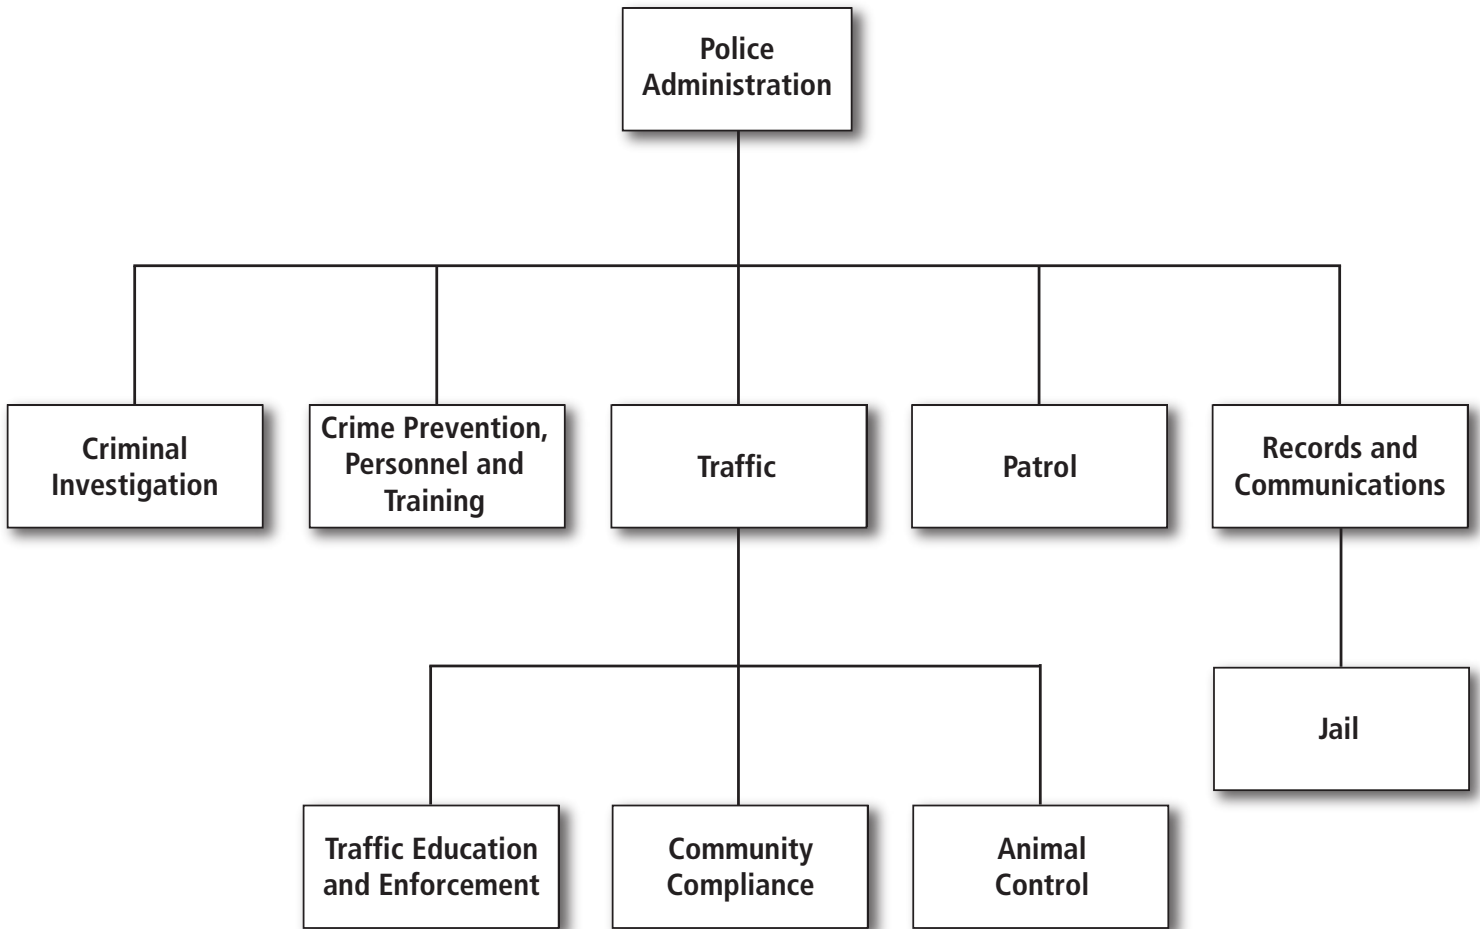 Police
Administration
Criminal
Investigation
Crime Prevention,
Personnel and
Training
Traffic
Patrol
Records and
Communications
Jail
Traffic Education
and Enforcement
Community
Compliance
Animal
Control